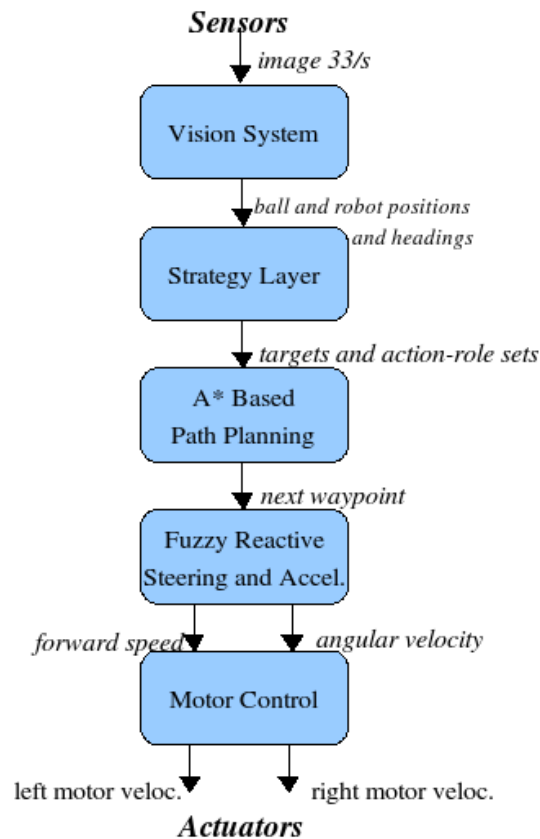 Sensors
image 33/s
Vision System
ball and robot positions
and headings
Strategy Layer
targets and action-role sets
A* Based
Path Planning
next waypoint
Fuzzy Reactive
Steering and Accel.
forward speed
angular velocity
Motor Control
left motor veloc.
right motor veloc.
Actuators